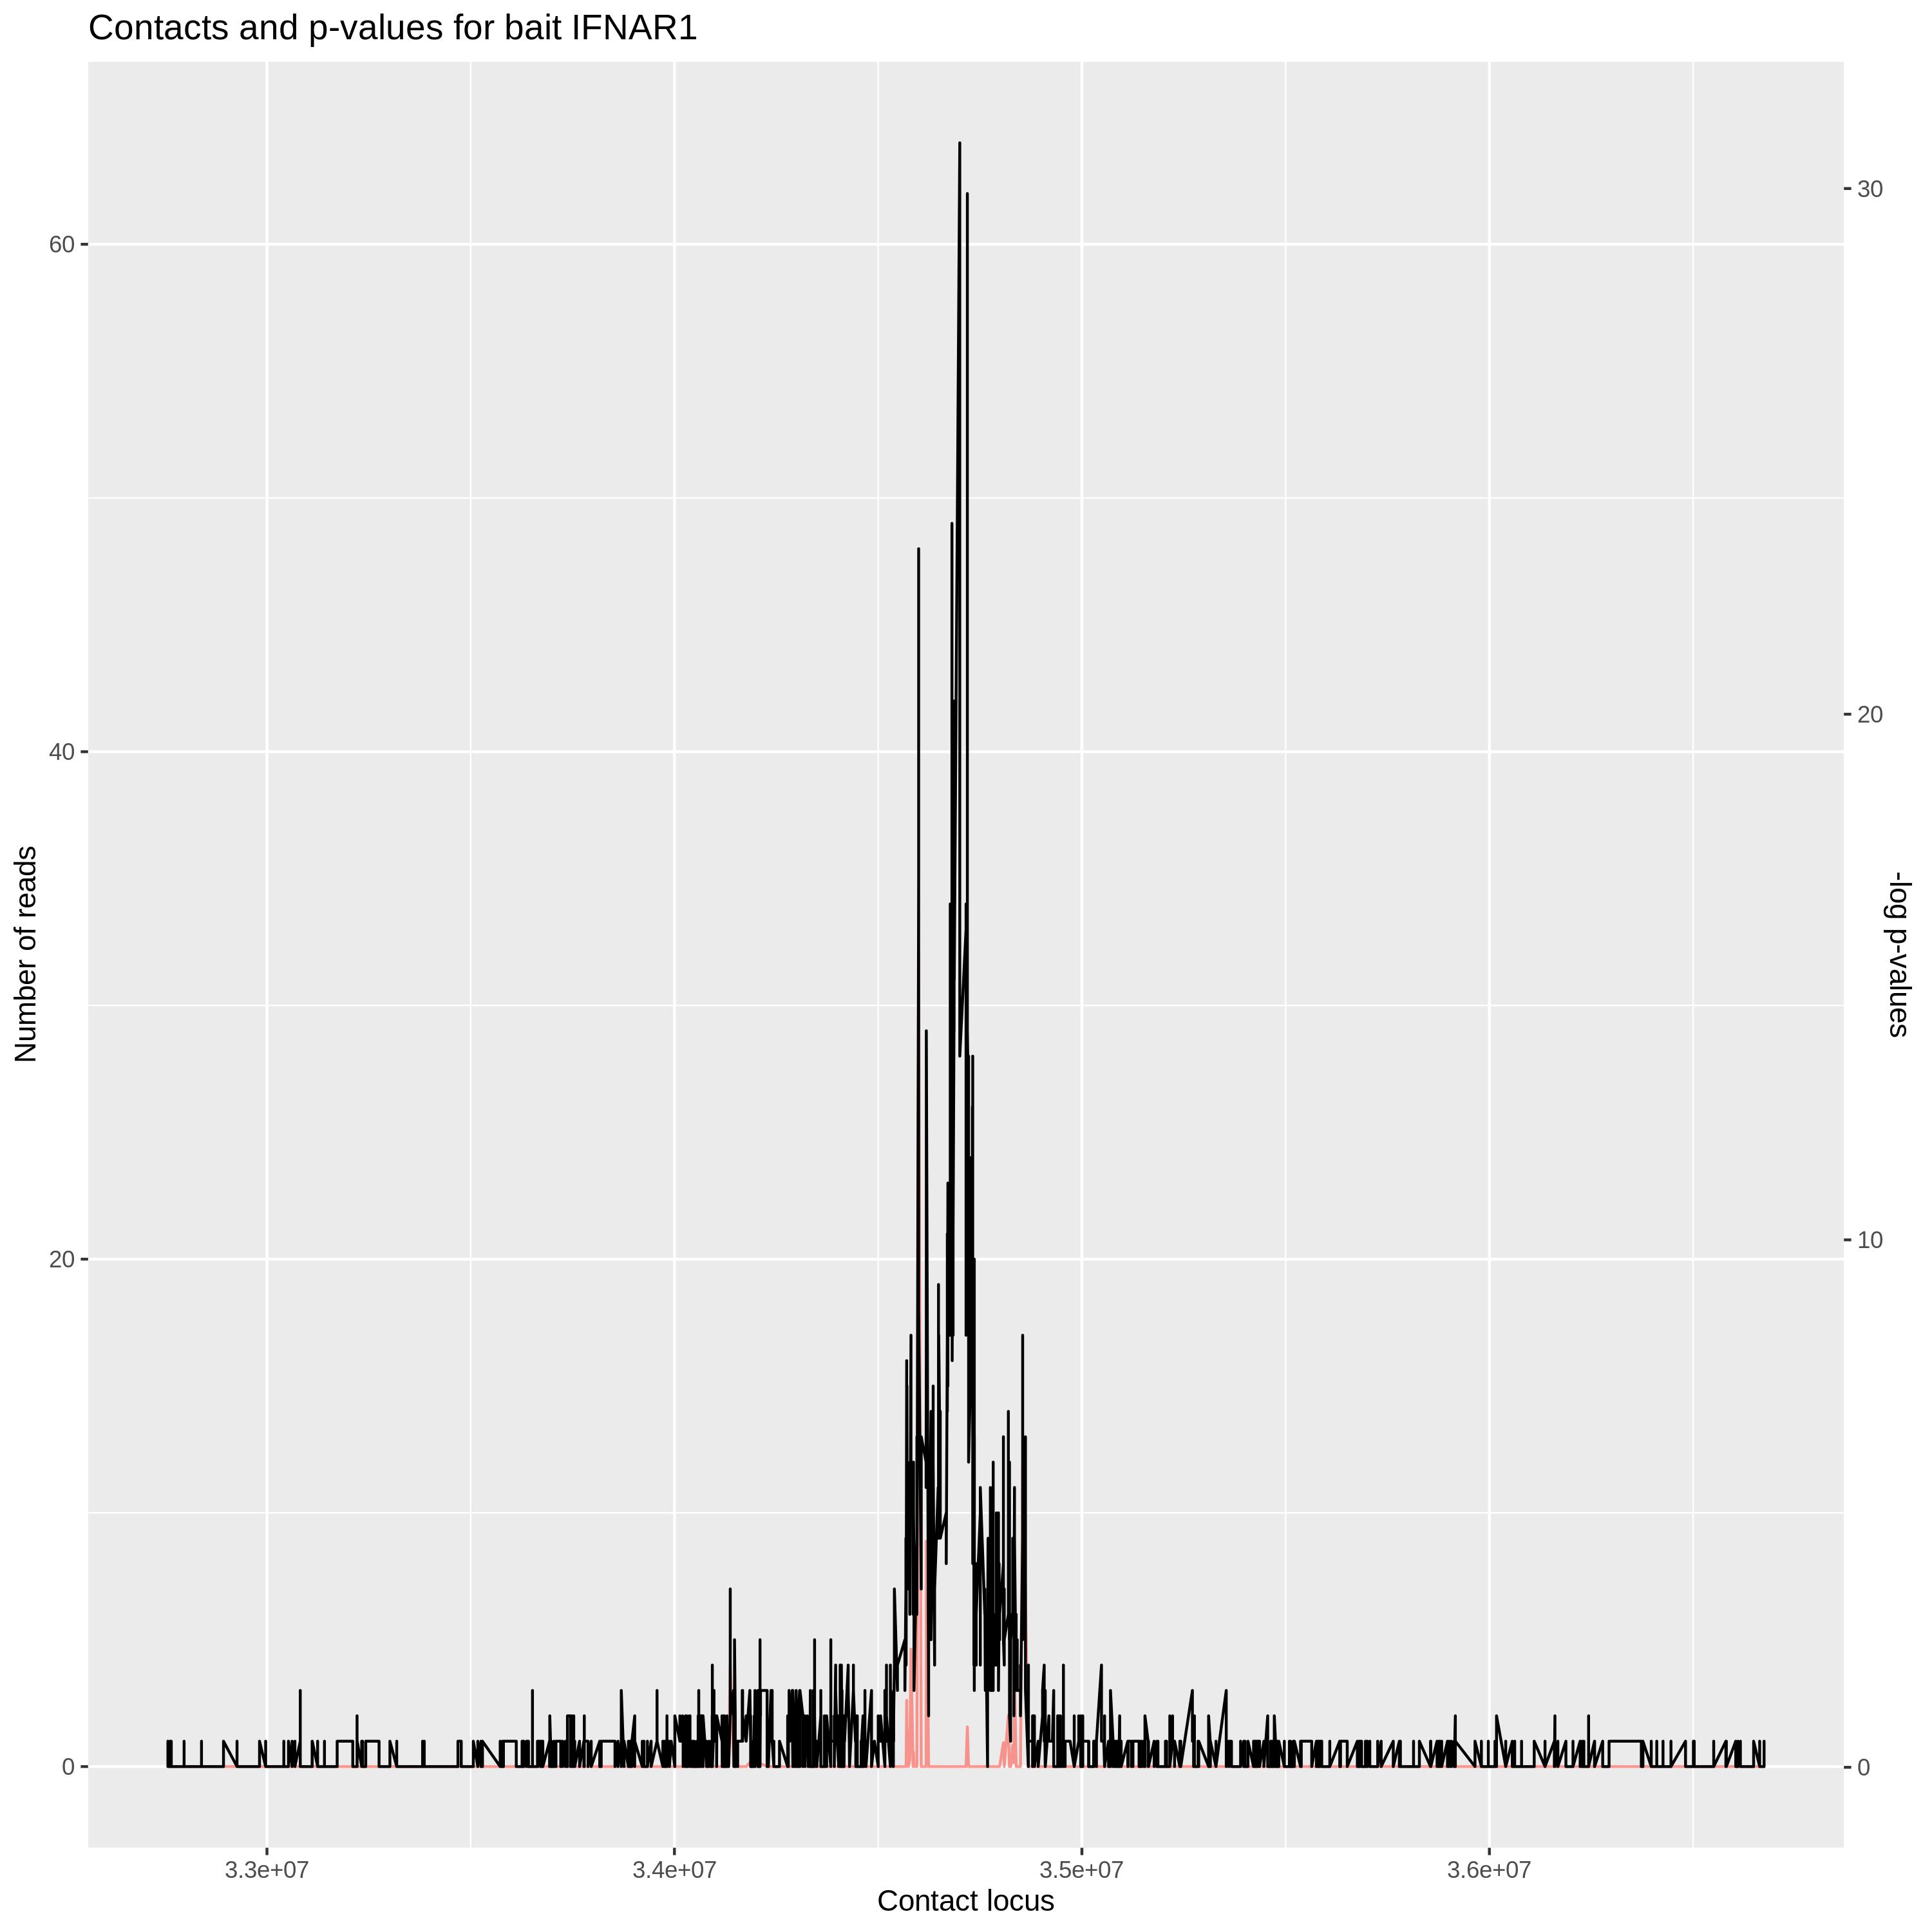 Contacts and p-values for bait IFNAR1
Number of reads
60
40
20
0
30
20
10
0
-log p-values
3.3e+07 3.4e+07 3.5e+07 3.6e+07
Contact locus